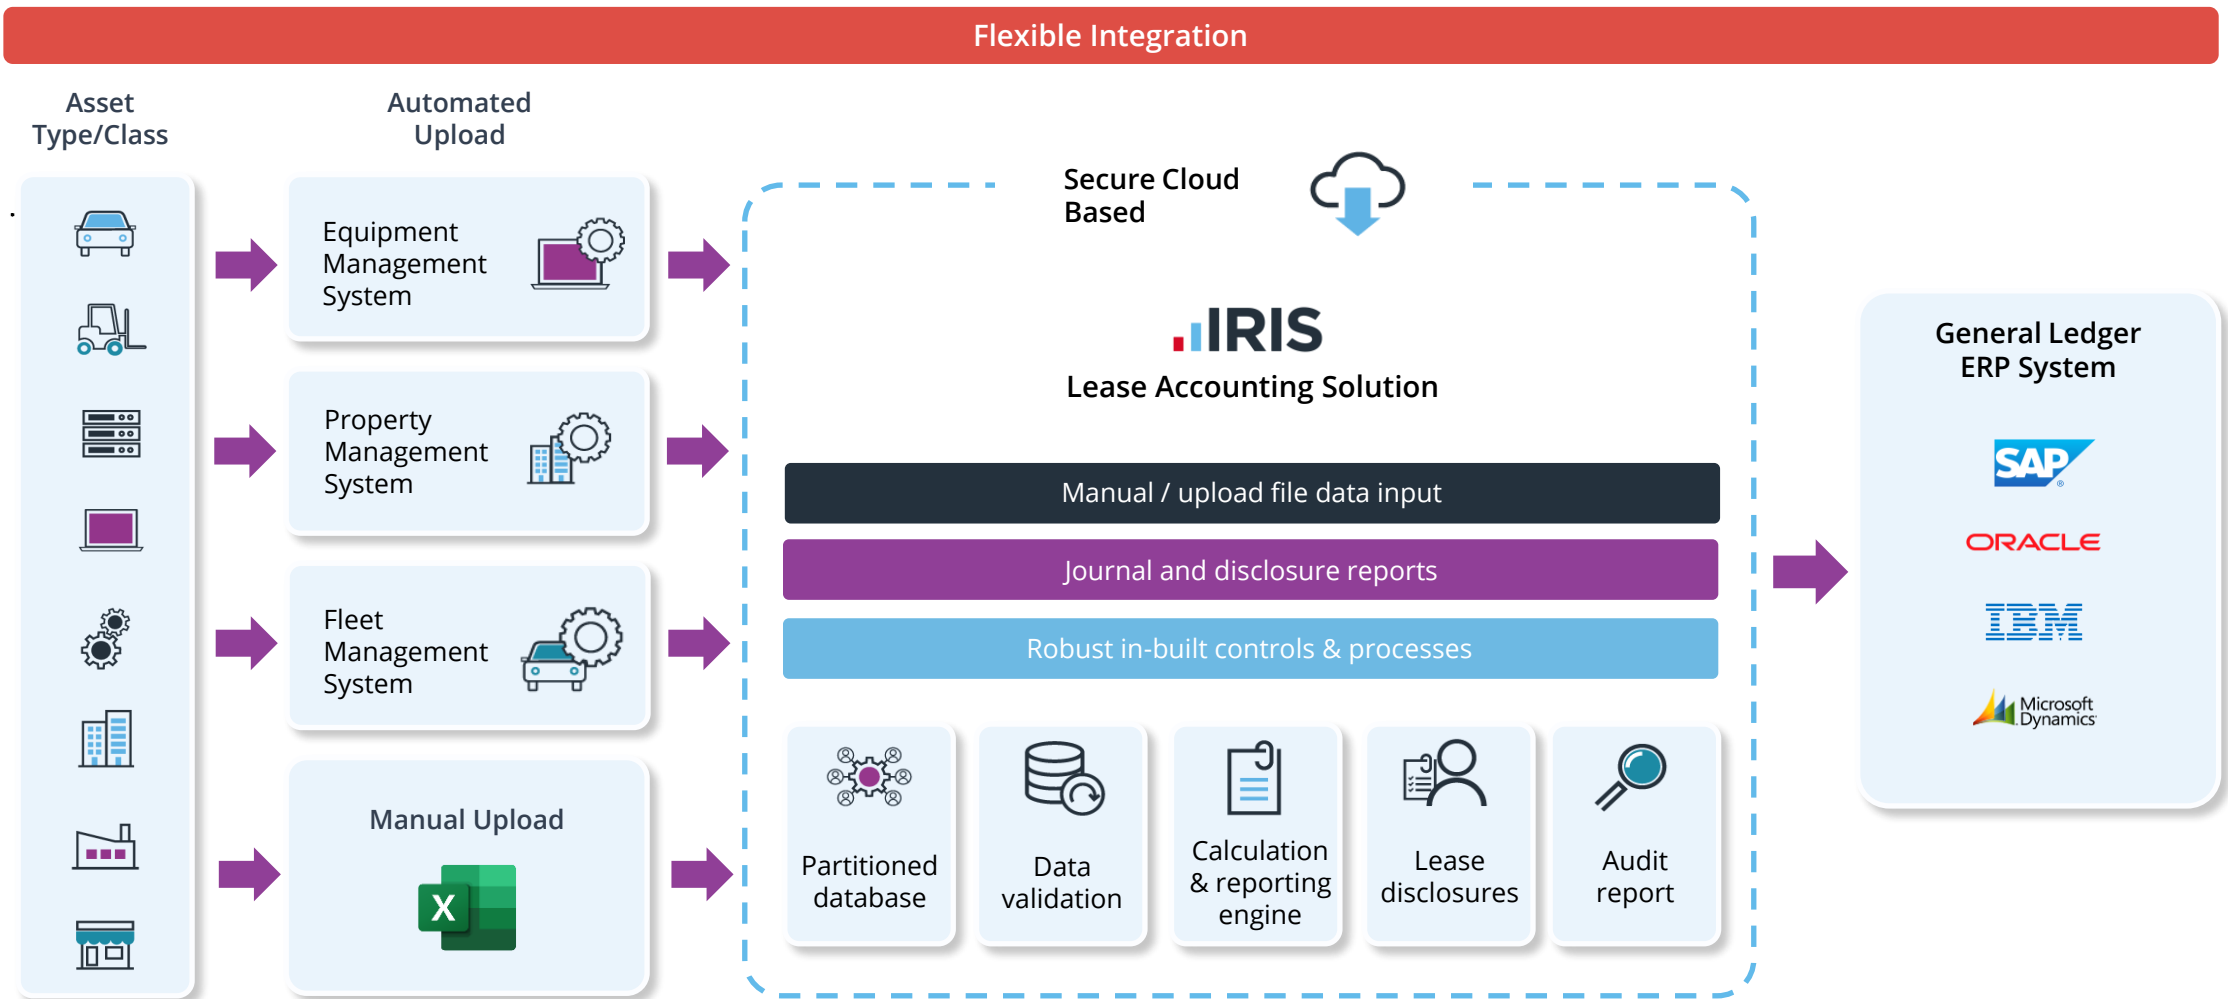 Flexible Integration
Asset
Type/Class
Automated
Upload
Equipment
Management
System
Property
Management
System
Fleet
Management
System
Manual Upload
X
Secure Cloud
Based
IRIS
Lease Accounting Solution
Manual / upload file data input
Journal and disclosure reports
Robust in-built controls & processes
Partitioned
database
Data
validation
Calculation
& reporting
engine
Lease
disclosures
Audit
report
General Ledger
ERP System
SAP®
ORACLE
IBM
Microsoft
Dynamics